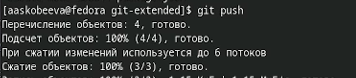 [aaskobeeva@fedora git-extended]$ git push
Перечисление объектов: 4, готово.
Подсчет объектов: 100% (4/4), готово.
При сжатии изменений используется до 6 потоков
Сжатие объектов: 100% (3/3), готово.